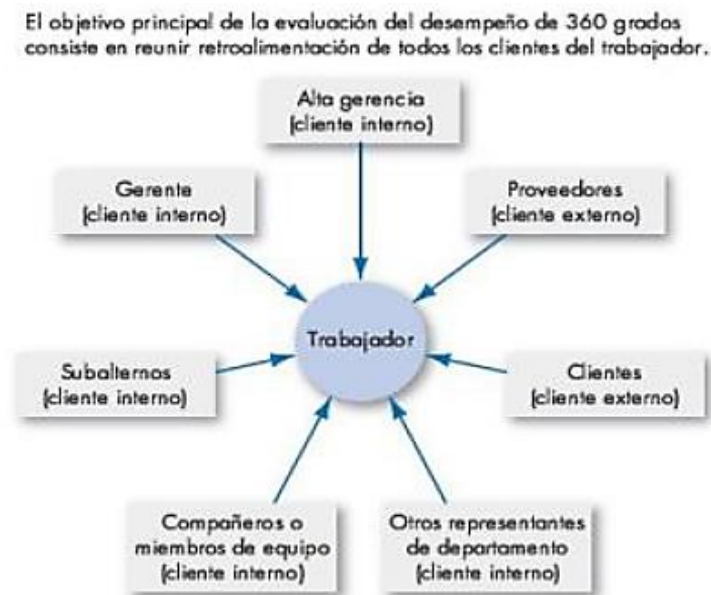 El objetivo principal de la evaluación del desempeño de 360 grados
consiste en reunir retroalimentación de todos los clientes del trabajador.
Alta gerencia
(cliente interno)
Gerente
(cliente interno)
Proveedores
(cliente externo)
Trabajador
Subalternos
(cliente interno)
Clientes
(cliente externo)
Compañeros o
miembros de equipo
(cliente interno)
Otros representantes
de departamento
(cliente interno)